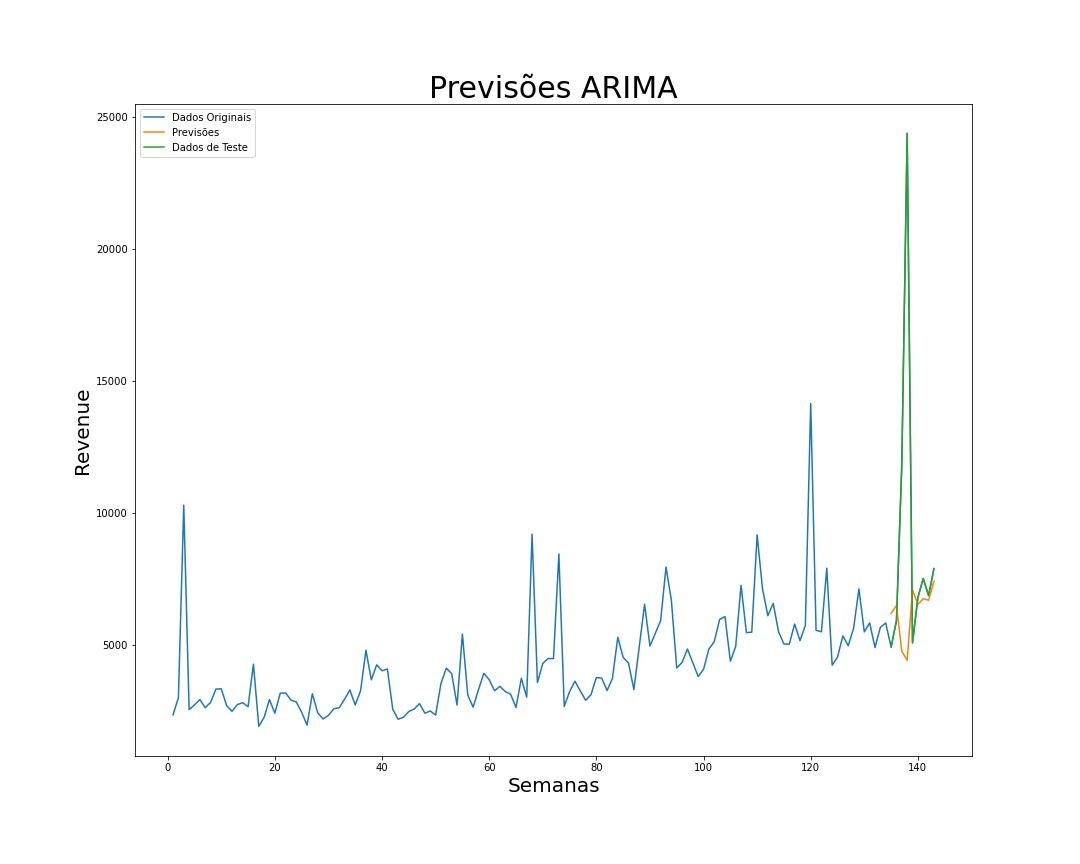 Previsões ARIMA
Dados Originais
Previsões
Dados de Teste
25000
20000
15000
10000
5000
Revenue
0 20 40 60 80 100 120 140
Semanas